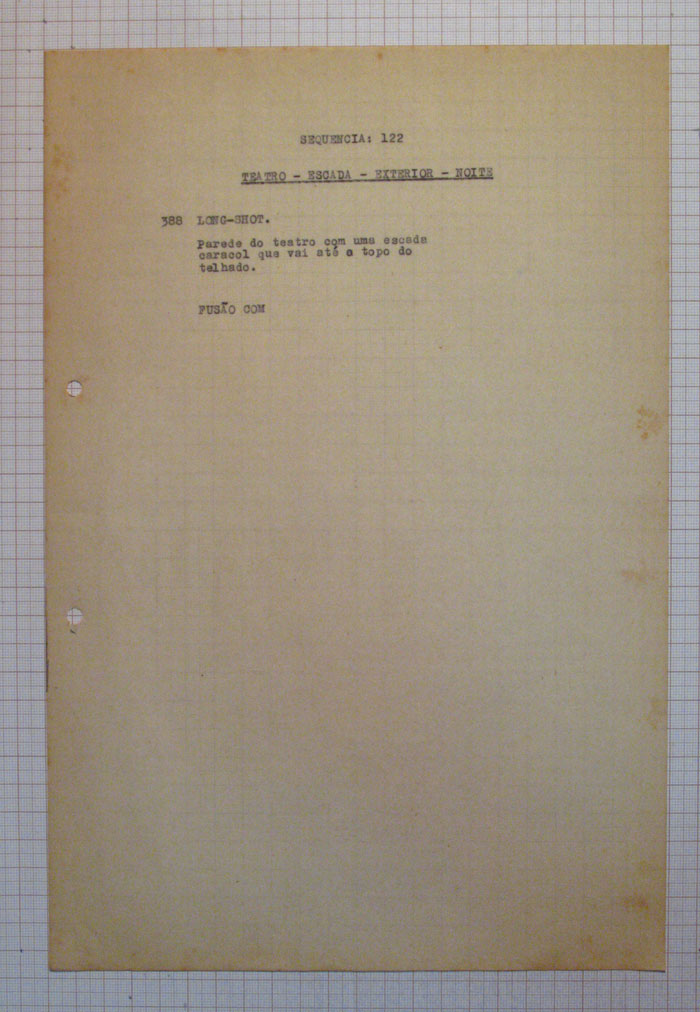 SEQUENCIA: 122
TEATRO - ESCADA - EXTERIOR - NOITE
388 LONG-SHOT.
Parede do teatro com uma escada
caracol que vai até a topo do
telhado.
FUSÃO COM